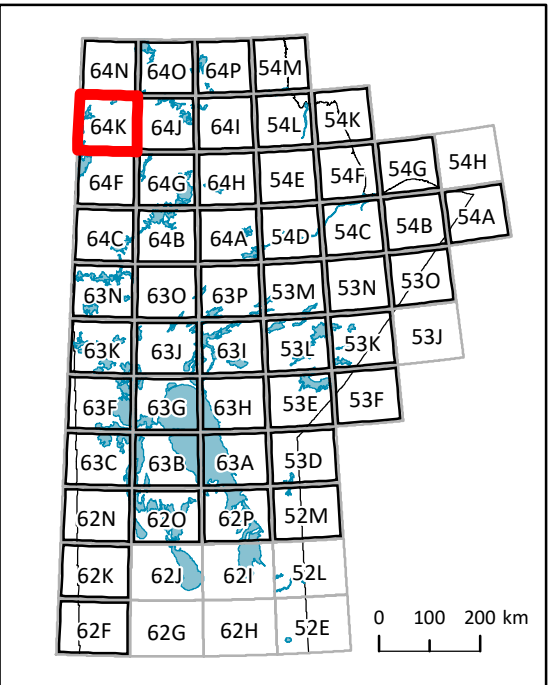 64N 64O 64P 54M
64K 64J 64I 54L 54K
64F 64G 64H 54E 54F 54G 54H
64C 64B 64A 54D 54C 54B 54A
63N 63O 63P 53M 53N 53O
63K 63J 63I 53L 53K 53J
63F 63G 63H 53E 53F
63C 63B 63A 53D
62N 62O 62P 52M
62K 62J 62I 52L
62F 62G 62H 52E
0 100 200 km